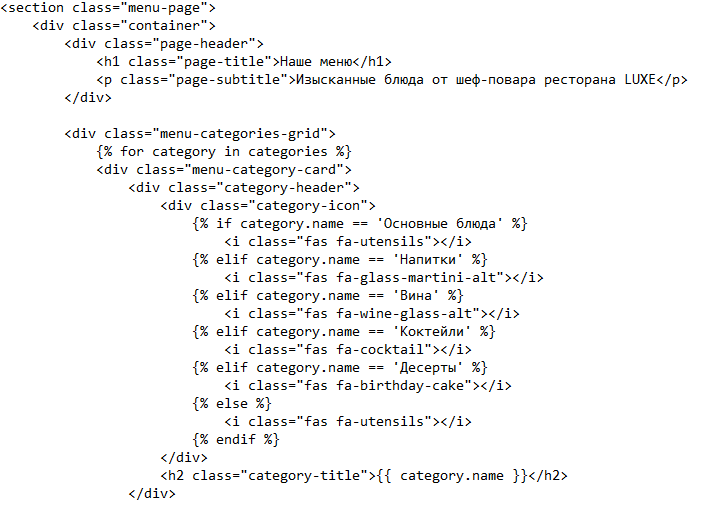 <section class="menu-page">
    <div class="container">
        <div class="page-header">
            <h1 class="page-title">Наше меню</h1>
            <p class="page-subtitle">Изысканные блюда от шеф-повара ресторана LUXE</p>
        </div>

        <div class="menu-categories-grid">
            {% for category in categories %}
            <div class="menu-category-card">
                <div class="category-header">
                    <div class="category-icon">
                        {% if category.name == 'Основные блюда' %}
                            <i class="fas fa-utensils"></i>
                        {% elif category.name == 'Напитки' %}
                            <i class="fas fa-glass-martini-alt"></i>
                        {% elif category.name == 'Вина' %}
                            <i class="fas fa-wine-glass-alt"></i>
                        {% elif category.name == 'Коктейли' %}
                            <i class="fas fa-cocktail"></i>
                        {% elif category.name == 'Десерты' %}
                            <i class="fas fa-birthday-cake"></i>
                        {% else %}
                            <i class="fas fa-utensils"></i>
                        {% endif %}
                    </div>
                    <h2 class="category-title">{{ category.name }}</h2>
                </div>